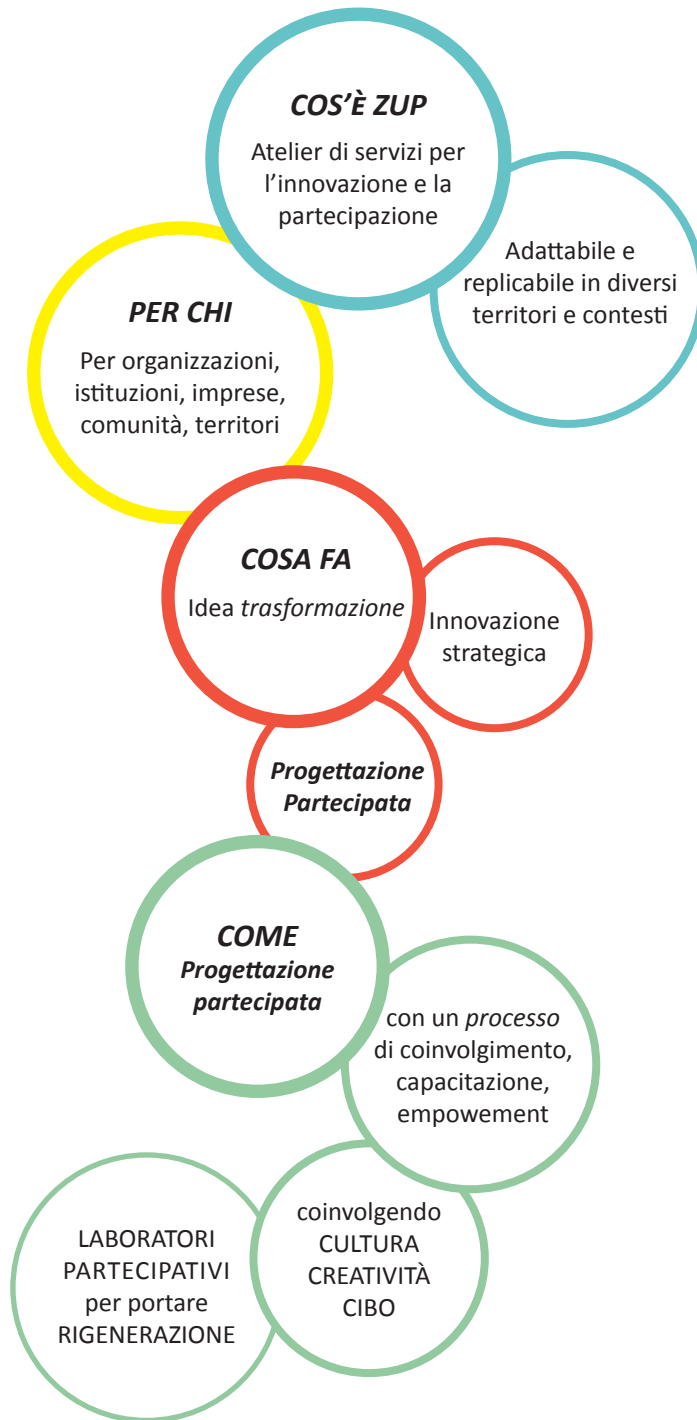 COS'È ZUP
Atelier di servizi per
l'innovazione e la
partecipazione
Adattabile e
replicabile in diversi
territori e contesti
PER CHI
Per organizzazioni,
istituzioni, imprese,
comunità, territori
COSA FA
Idea trasformazione
Innovazione
strategica
Progettazione
Partecipata
COME
Progettazione
partecipata
con un processo
di coinvolgimento,
capacitazione,
empowement
coinvolgendo
CULTURA
CREATIVITÀ
CIBO
LABORATORI
PARTECIPATIVI
per portare
RIGENERAZIONE